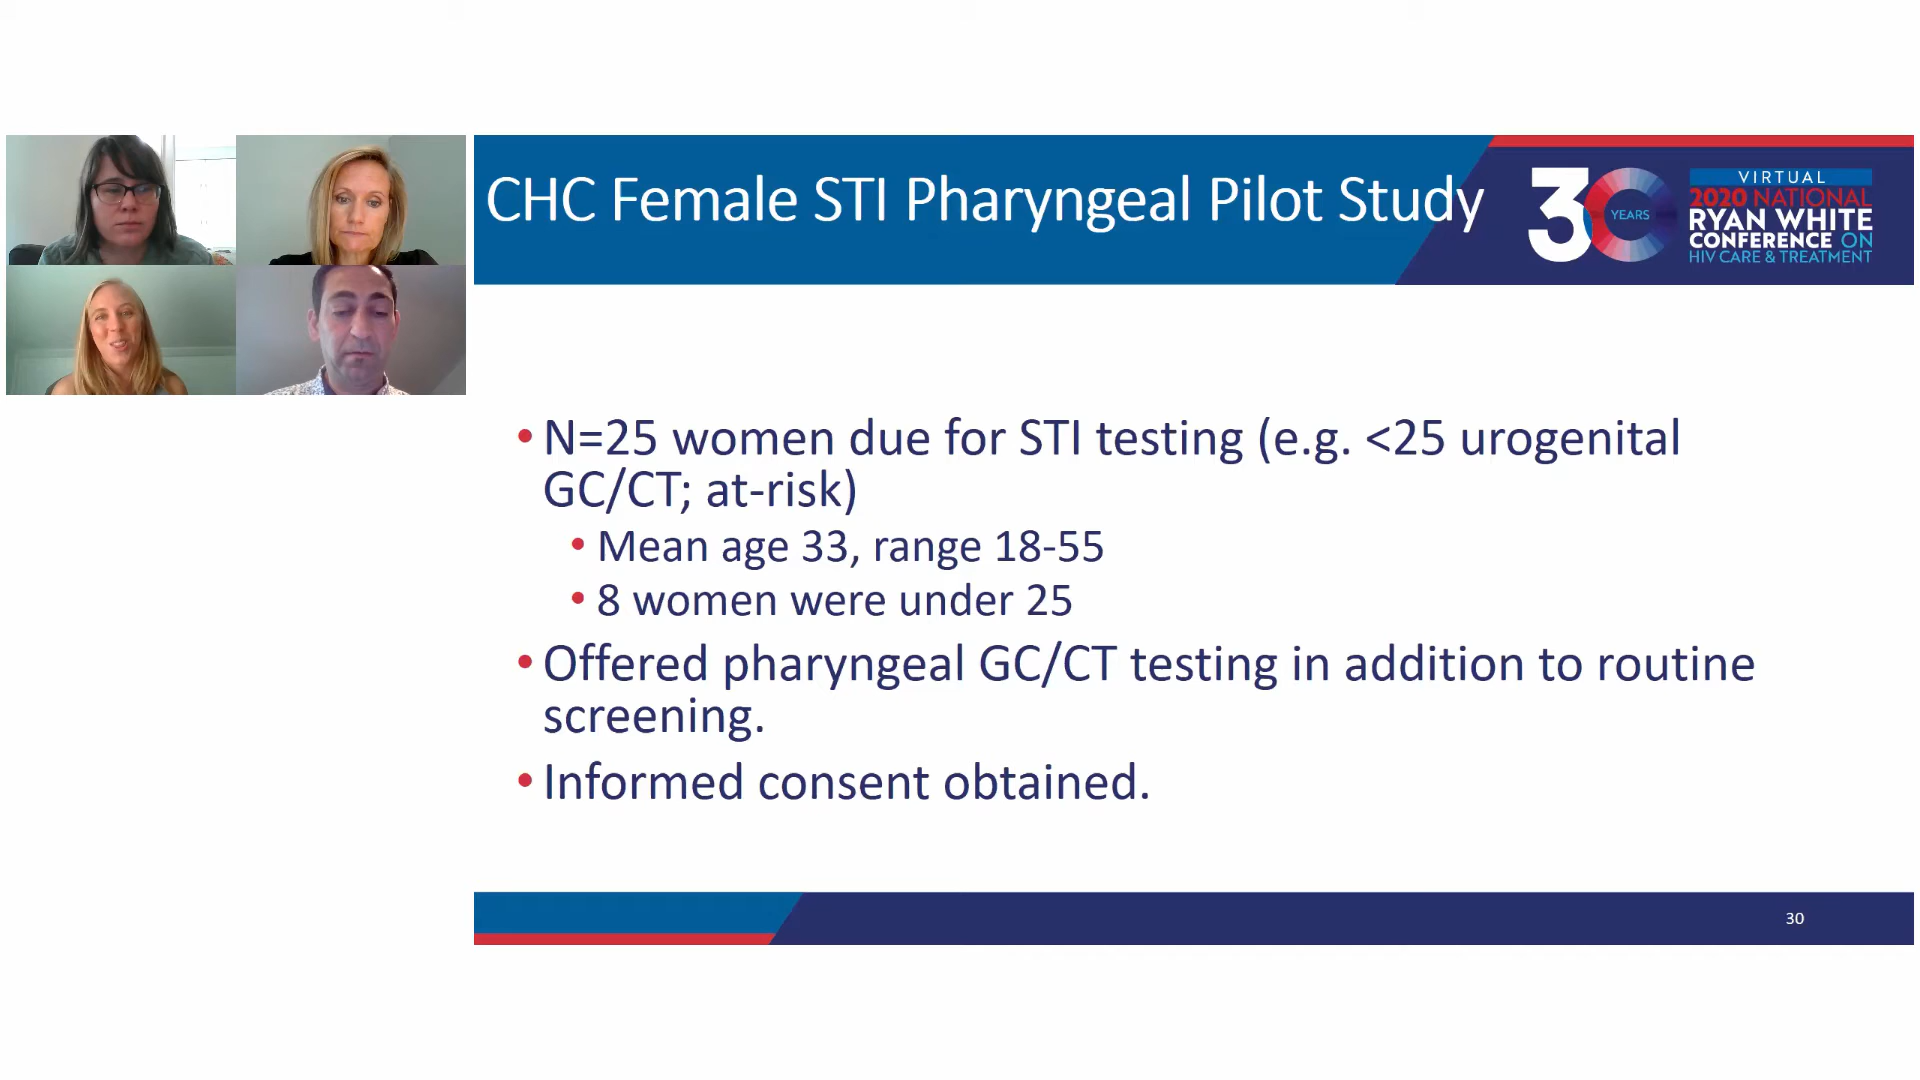 CHC Female STI Pharyngeal Pilot Study
30
YEARS
VIRTUAL
2020 NATIONAL
RYAN WHITE
CONFERENCE ON
HIV CARE & TREATMENT
• N=25 women due for STI testing (e.g. <25 urogenital
GC/CT; at-risk)
• Mean age 33, range 18-55
• 8 women were under 25
• Offered pharyngeal GC/CT testing in addition to routine
screening.
• Informed consent obtained.
30